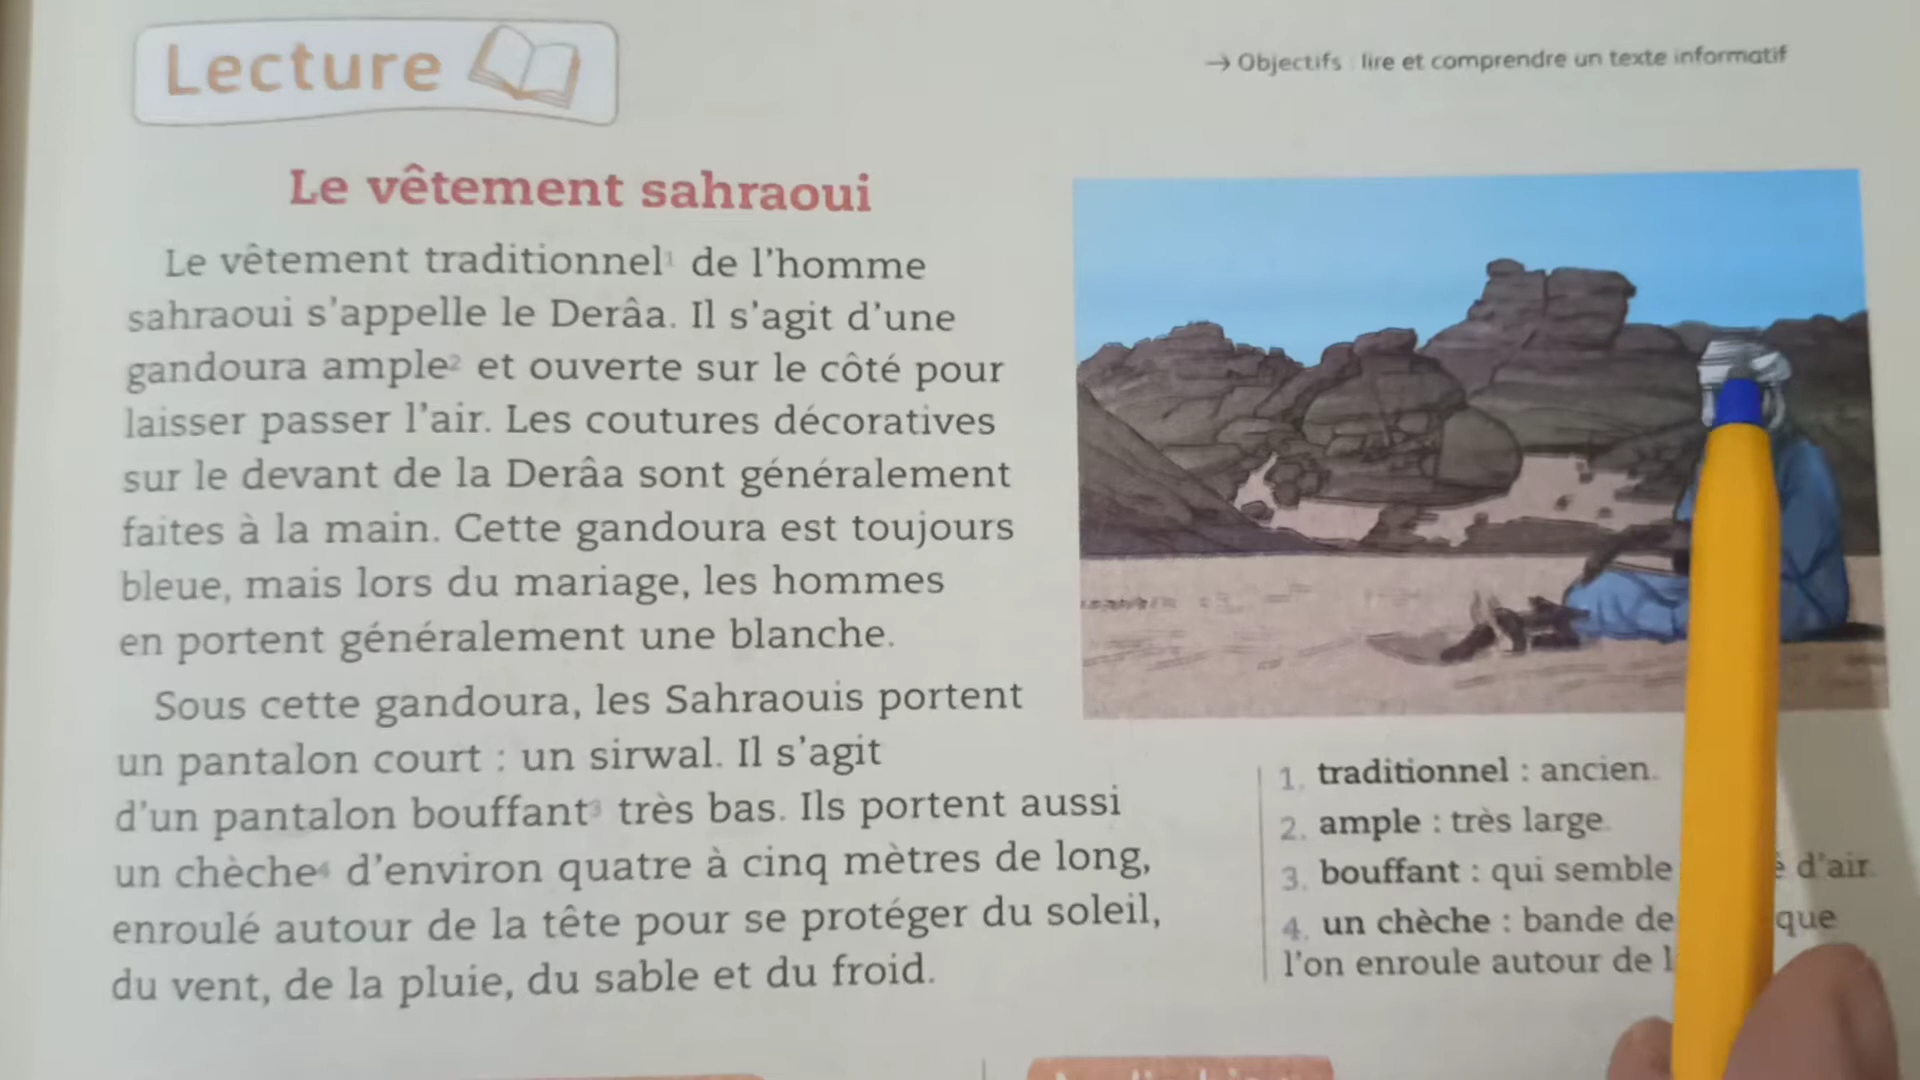 Lecture
→ Objectifs : lire et comprendre un texte informatif
Le vêtement sahraoui
Le vêtement traditionnel¹ de l'homme
sahraoui s'appelle le Derâa. Il s'agit d'une
gandoura ample² et ouverte sur le côté pour
laisser passer l'air. Les coutures décoratives
sur le devant de la Derâa sont généralement
faites à la main. Cette gandoura est toujours
bleue, mais lors du mariage, les hommes
en portent généralement une blanche.
Sous cette gandoura, les Sahraouis portent
un pantalon court : un sirwal. Il s'agit
d'un pantalon bouffant³ très bas. Ils portent aussi
un chèche⁴ d'environ quatre à cinq mètres de long,
enroulé autour de la tête pour se protéger du soleil,
du vent, de la pluie, du sable et du froid.
1. traditionnel : ancien.
2. ample : très large.
3. bouffant : qui semble d'air.
4. un chèche : bande de que
l'on enroule autour de